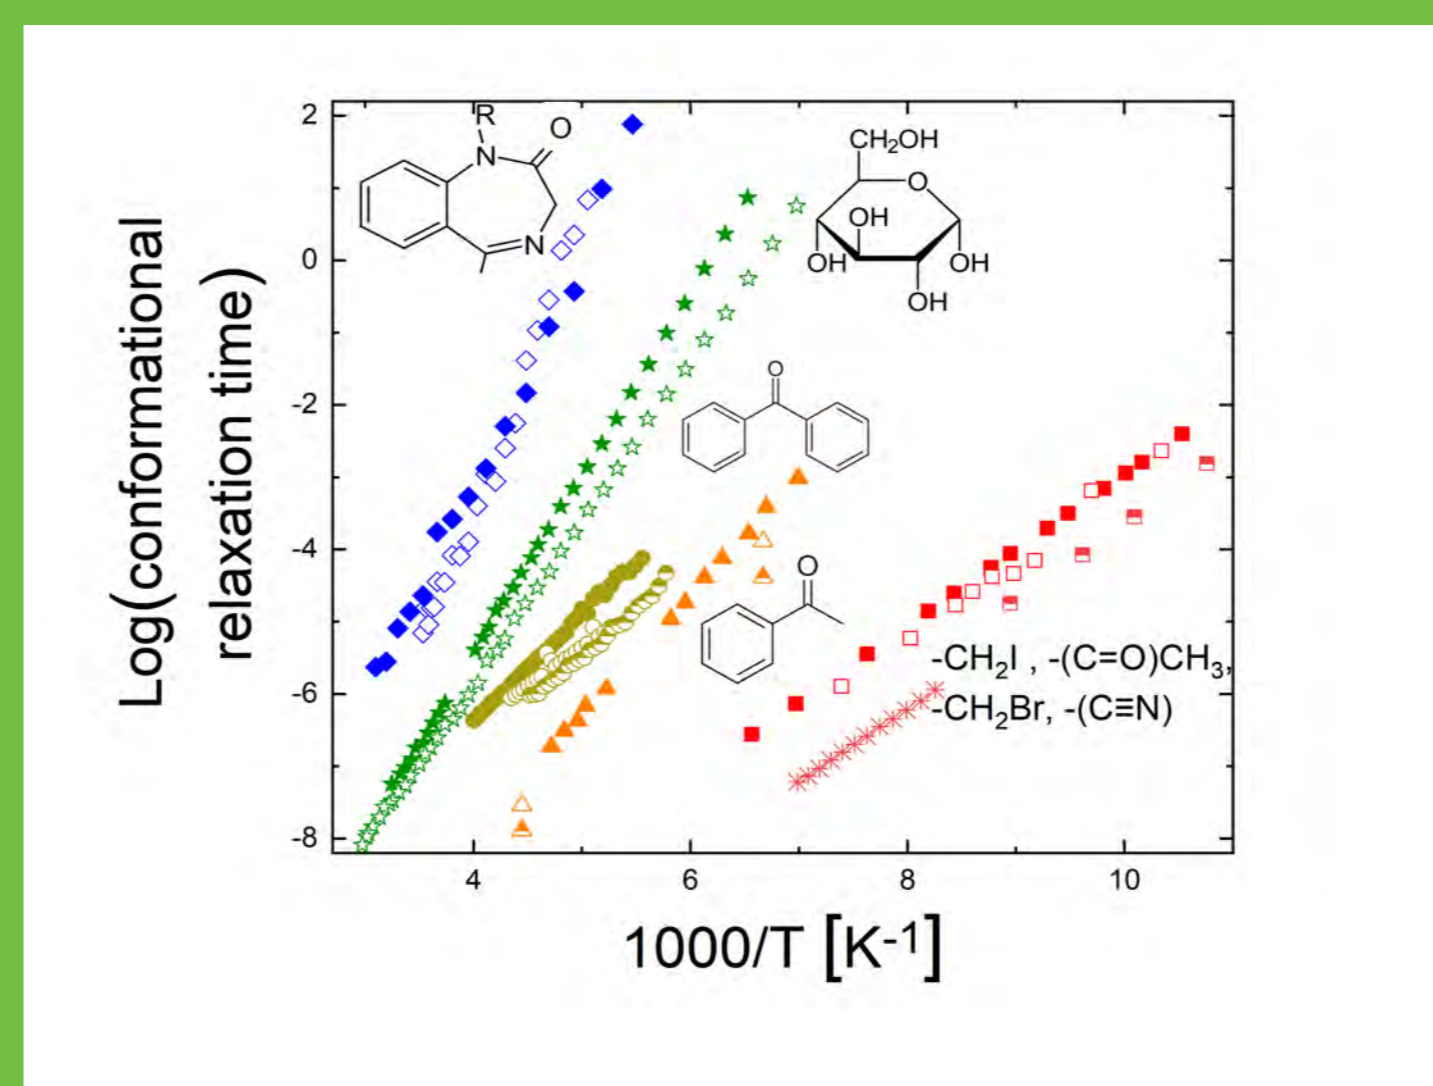 Log(conformational
relaxation time)
2
0
-2
-4
-6
-8
R
N
O
N
CH₂OH
O
OH
OH
OH
OH
O
O
-CH₂I , -(C=O)CH₃,
-CH₂Br, -(C≡N)
4
6
8
10
1000/T [K⁻¹]